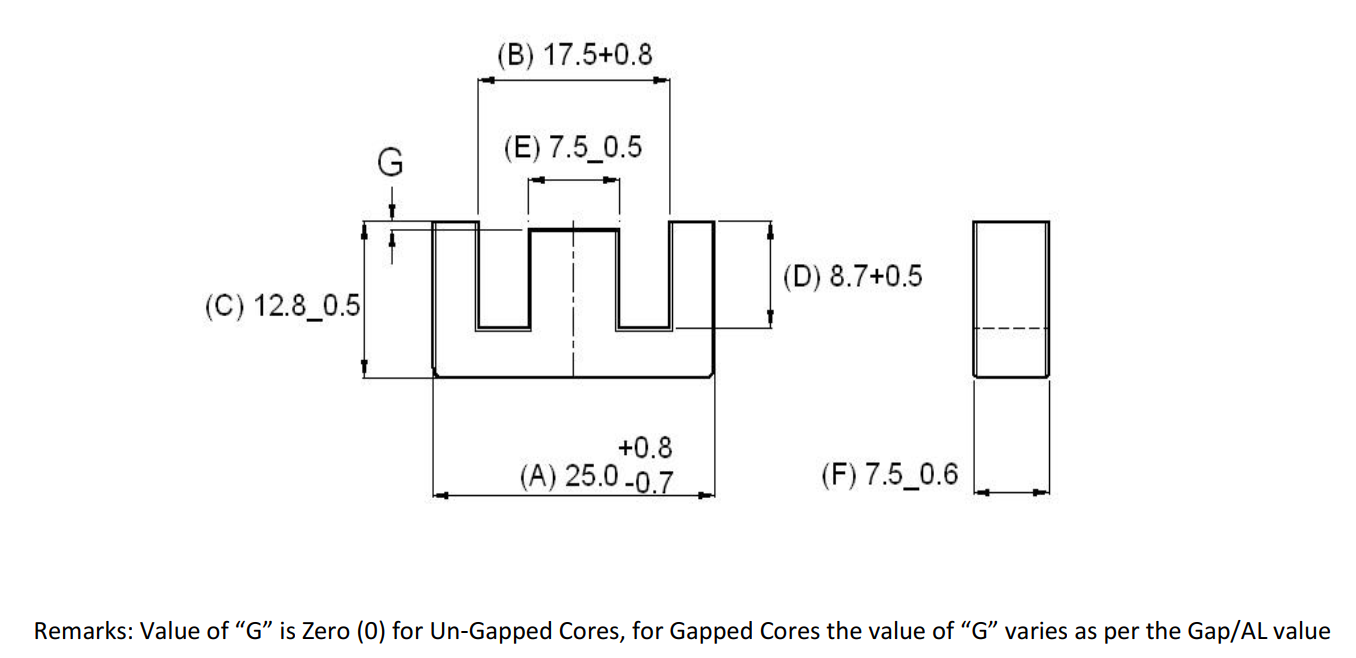 (B) 17.5+0.8
(E) 7.5_0.5
G
(D) 8.7+0.5
(C) 12.8_0.5
+0.8
(A) 25.0 -0.7
(F) 7.5_0.6
Remarks: Value of “G” is Zero (0) for Un-Gapped Cores, for Gapped Cores the value of “G” varies as per the Gap/AL value